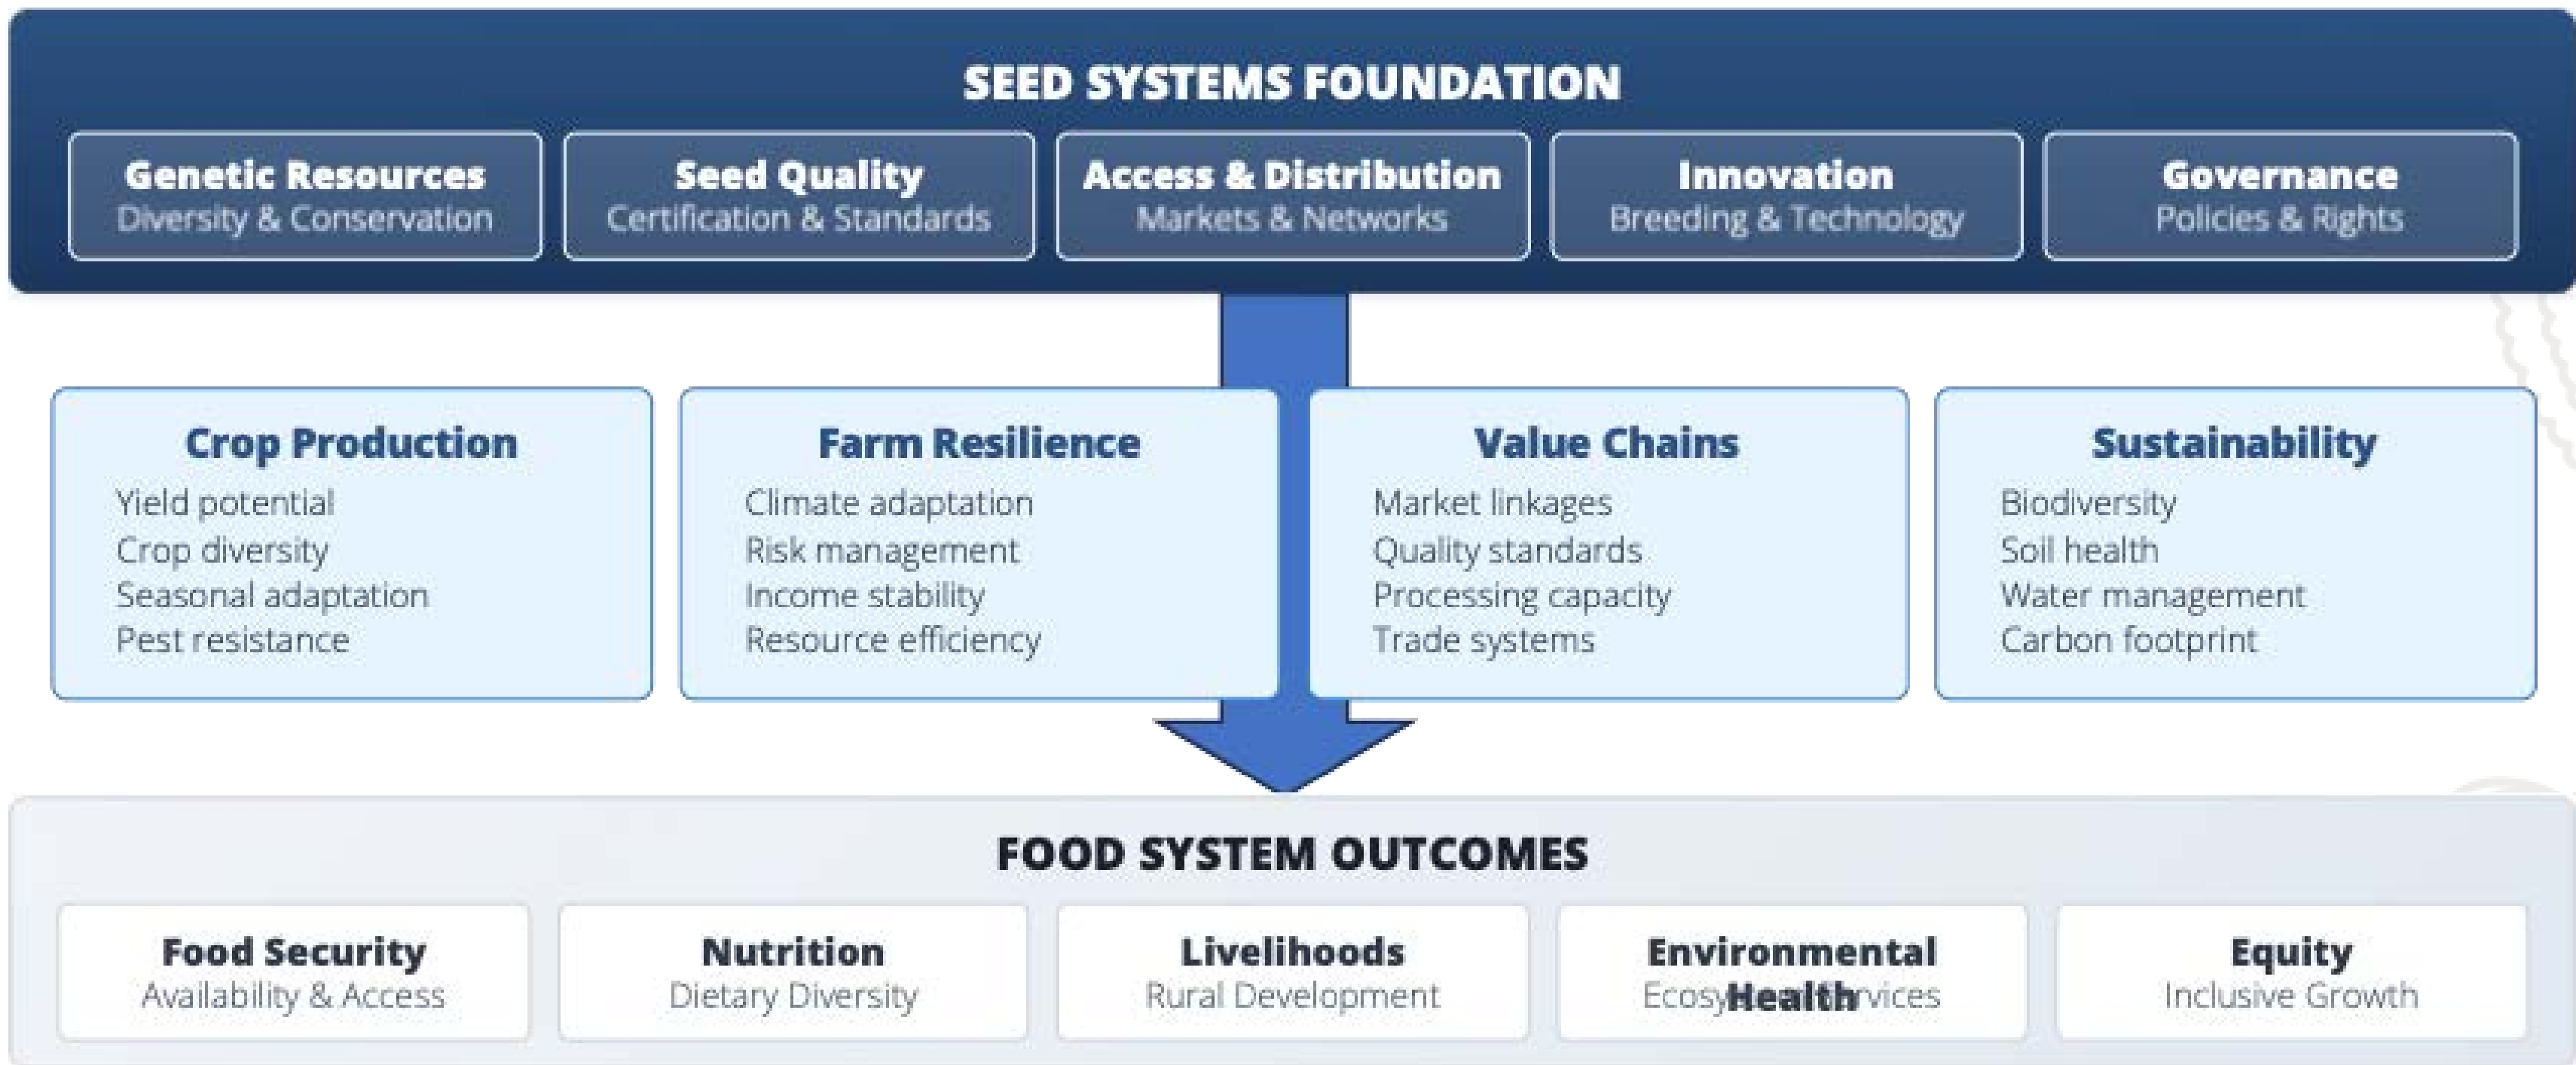 SEED SYSTEMS FOUNDATION
Genetic Resources
Diversity & Conservation
Seed Quality
Certification & Standards
Access & Distribution
Markets & Networks
Innovation
Breeding & Technology
Governance
Policies & Rights
Crop Production
Yield potential
Crop diversity
Seasonal adaptation
Pest resistance
Farm Resilience
Climate adaptation
Risk management
Income stability
Resource efficiency
Value Chains
Market linkages
Quality standards
Processing capacity
Trade systems
Sustainability
Biodiversity
Soil health
Water management
Carbon footprint
FOOD SYSTEM OUTCOMES
Food Security
Availability & Access
Nutrition
Dietary Diversity
Livelihoods
Rural Development
Environmental
Health
Equity
Inclusive Growth